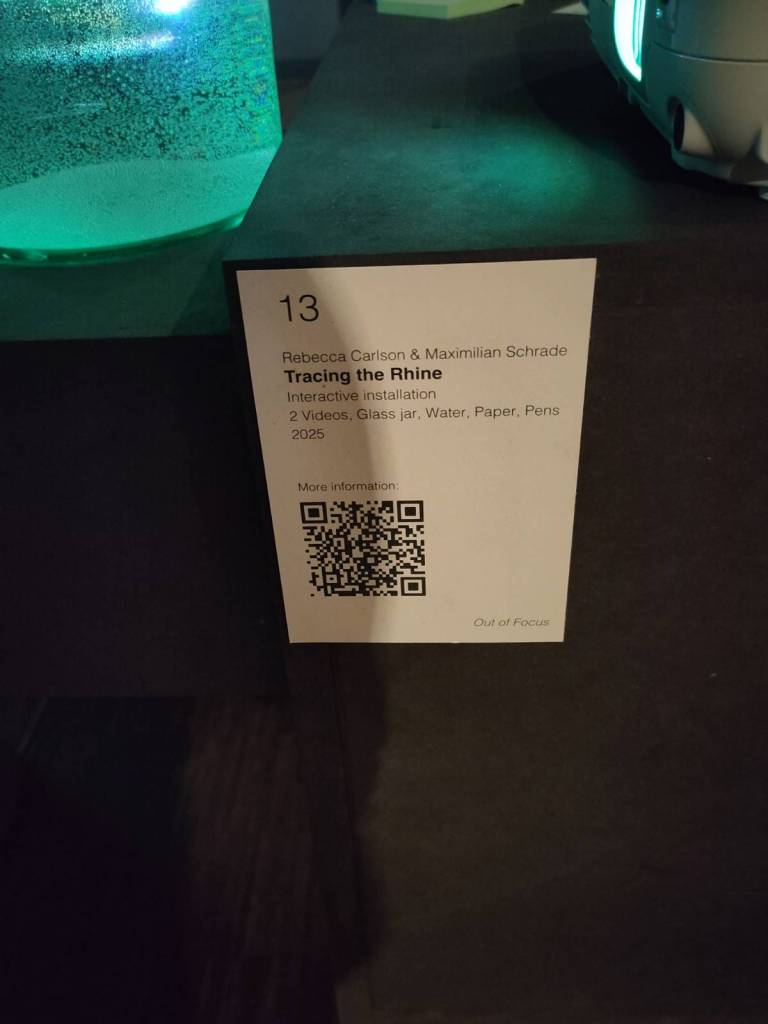 13
Rebecca Carlson & Maximilian Schrade
Tracing the Rhine
Interactive installation
2 Videos, Glass jar, Water, Paper, Pens
2025
More information:
Out of Focus